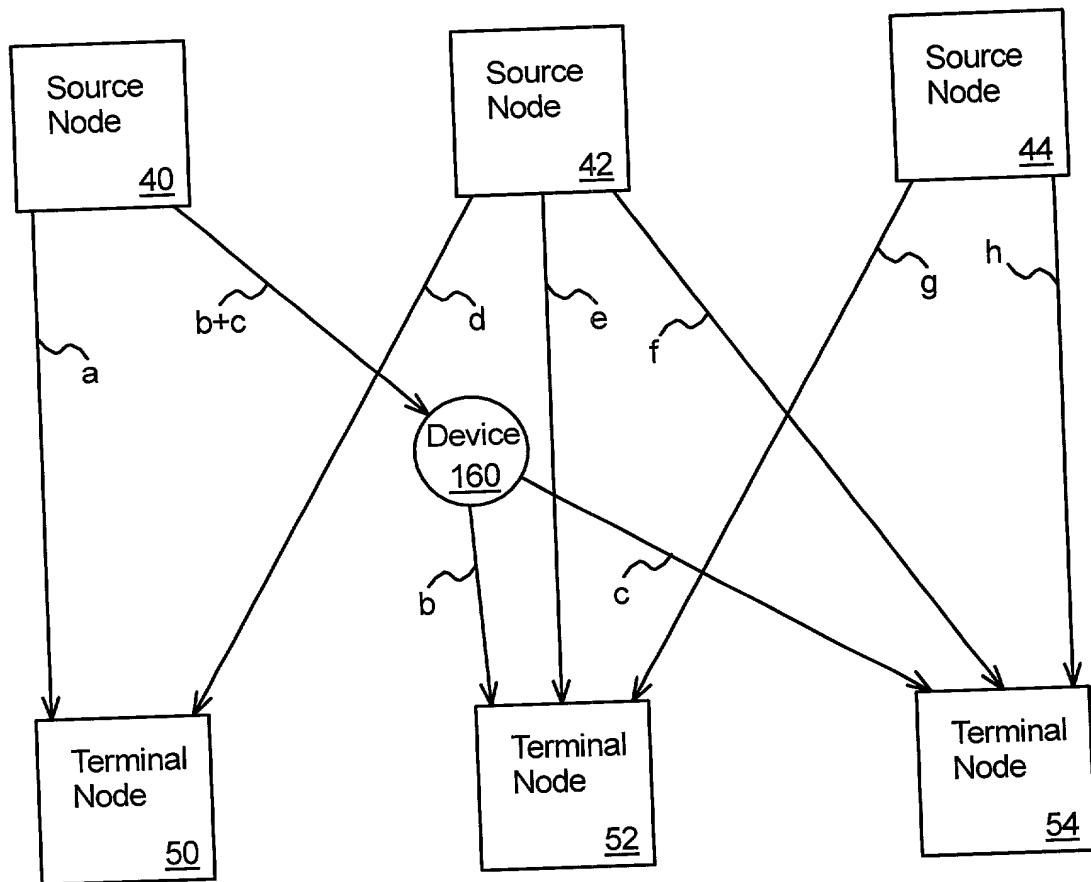 Source
Node
40
Source
Node
42
Source
Node
44
a
b+c
d
e
f
g
h
Device
160
b
c
Terminal
Node
50
Terminal
Node
52
Terminal
Node
54